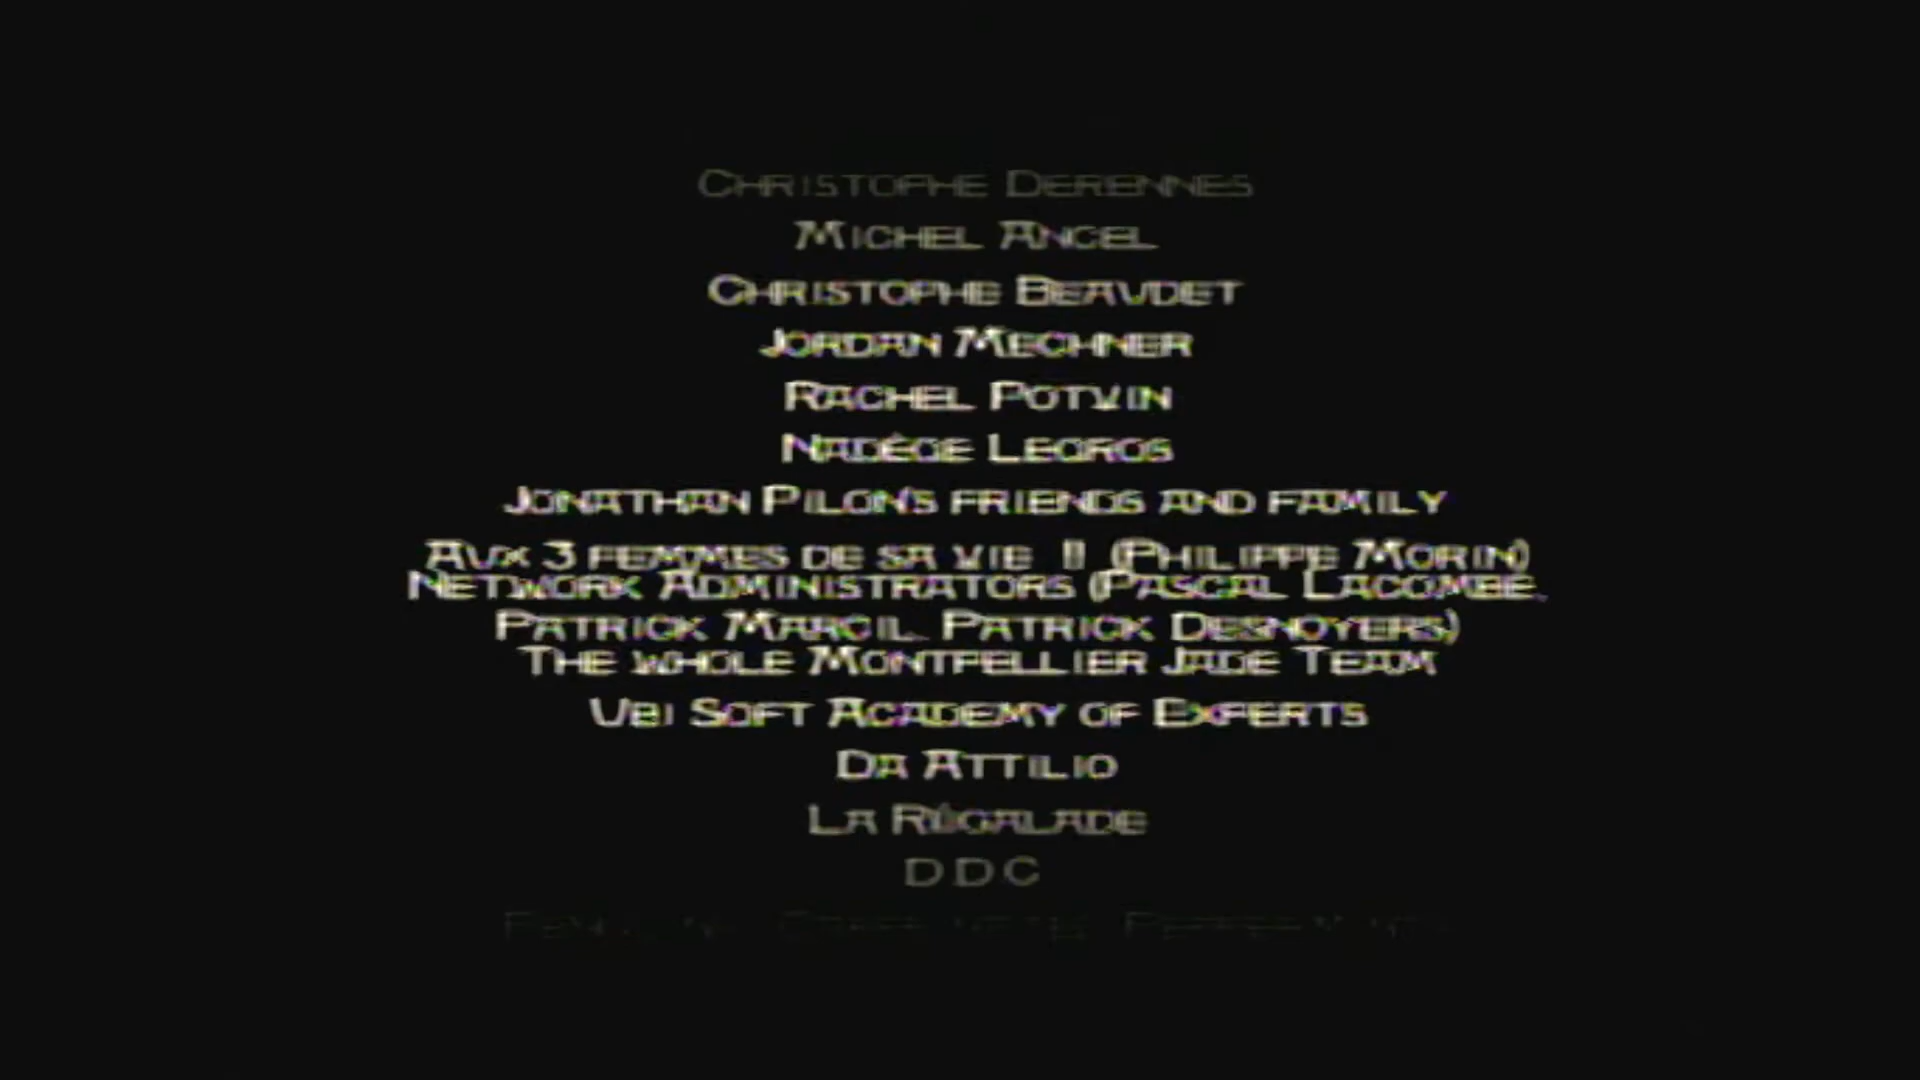 Christophe Derennes
Michel Ancel
Christophe Beaudet
Jordan Mechner
Rachel Potvin
Nadège Legros
Jonathan Pilon's friends and family
Aux 3 femmes de sa vie !! (Philippe Morin)
Network Administrators (Pascal Lacombe,
Patrick Marcil, Patrick Desnoyers)
The whole Montpellier Jade Team
Ubi Soft Academy of Experts
Da Attilio
La Régalade
DDC